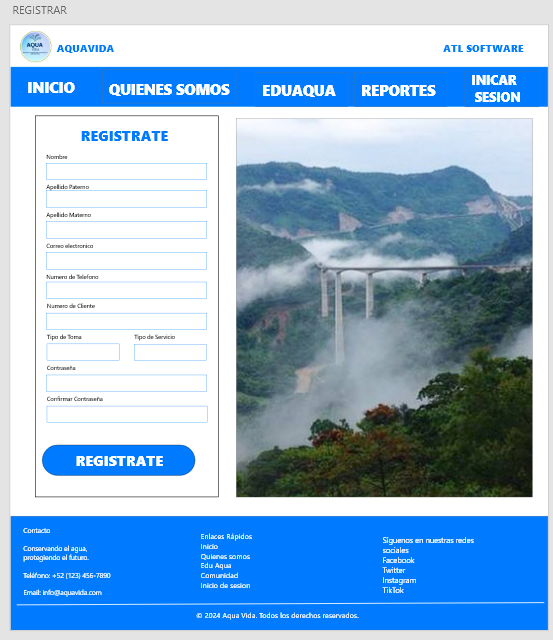 REGISTRAR
AQUA
AQUAVIDA
ATL SOFTWARE
INICIO
QUIENES SOMOS
EDUAQUA
REPORTES
INICAR
SESION
REGISTRATE
Nombre
Apellido Paterno
Apellido Materno
Correo electronico
Numero de Telefono
Numero de Cliente
Tipo de Toma
Tipo de Servicio
Contraseña
Confirmar Contraseña
REGISTRATE
Contacto
Conservando el agua,
protegiendo el futuro.
Teléfono: +52 (123) 456-7890
Email: info@aquavida.com
Enlaces Rápidos
Inicio
Quienes somos
Edu Aqua
Comunidad
Inicio de sesion
Síguenos en nuestras redes
sociales
Facebook
Twitter
Instagram
TikTok
© 2024 Aqua Vida. Todos los derechos reservados.